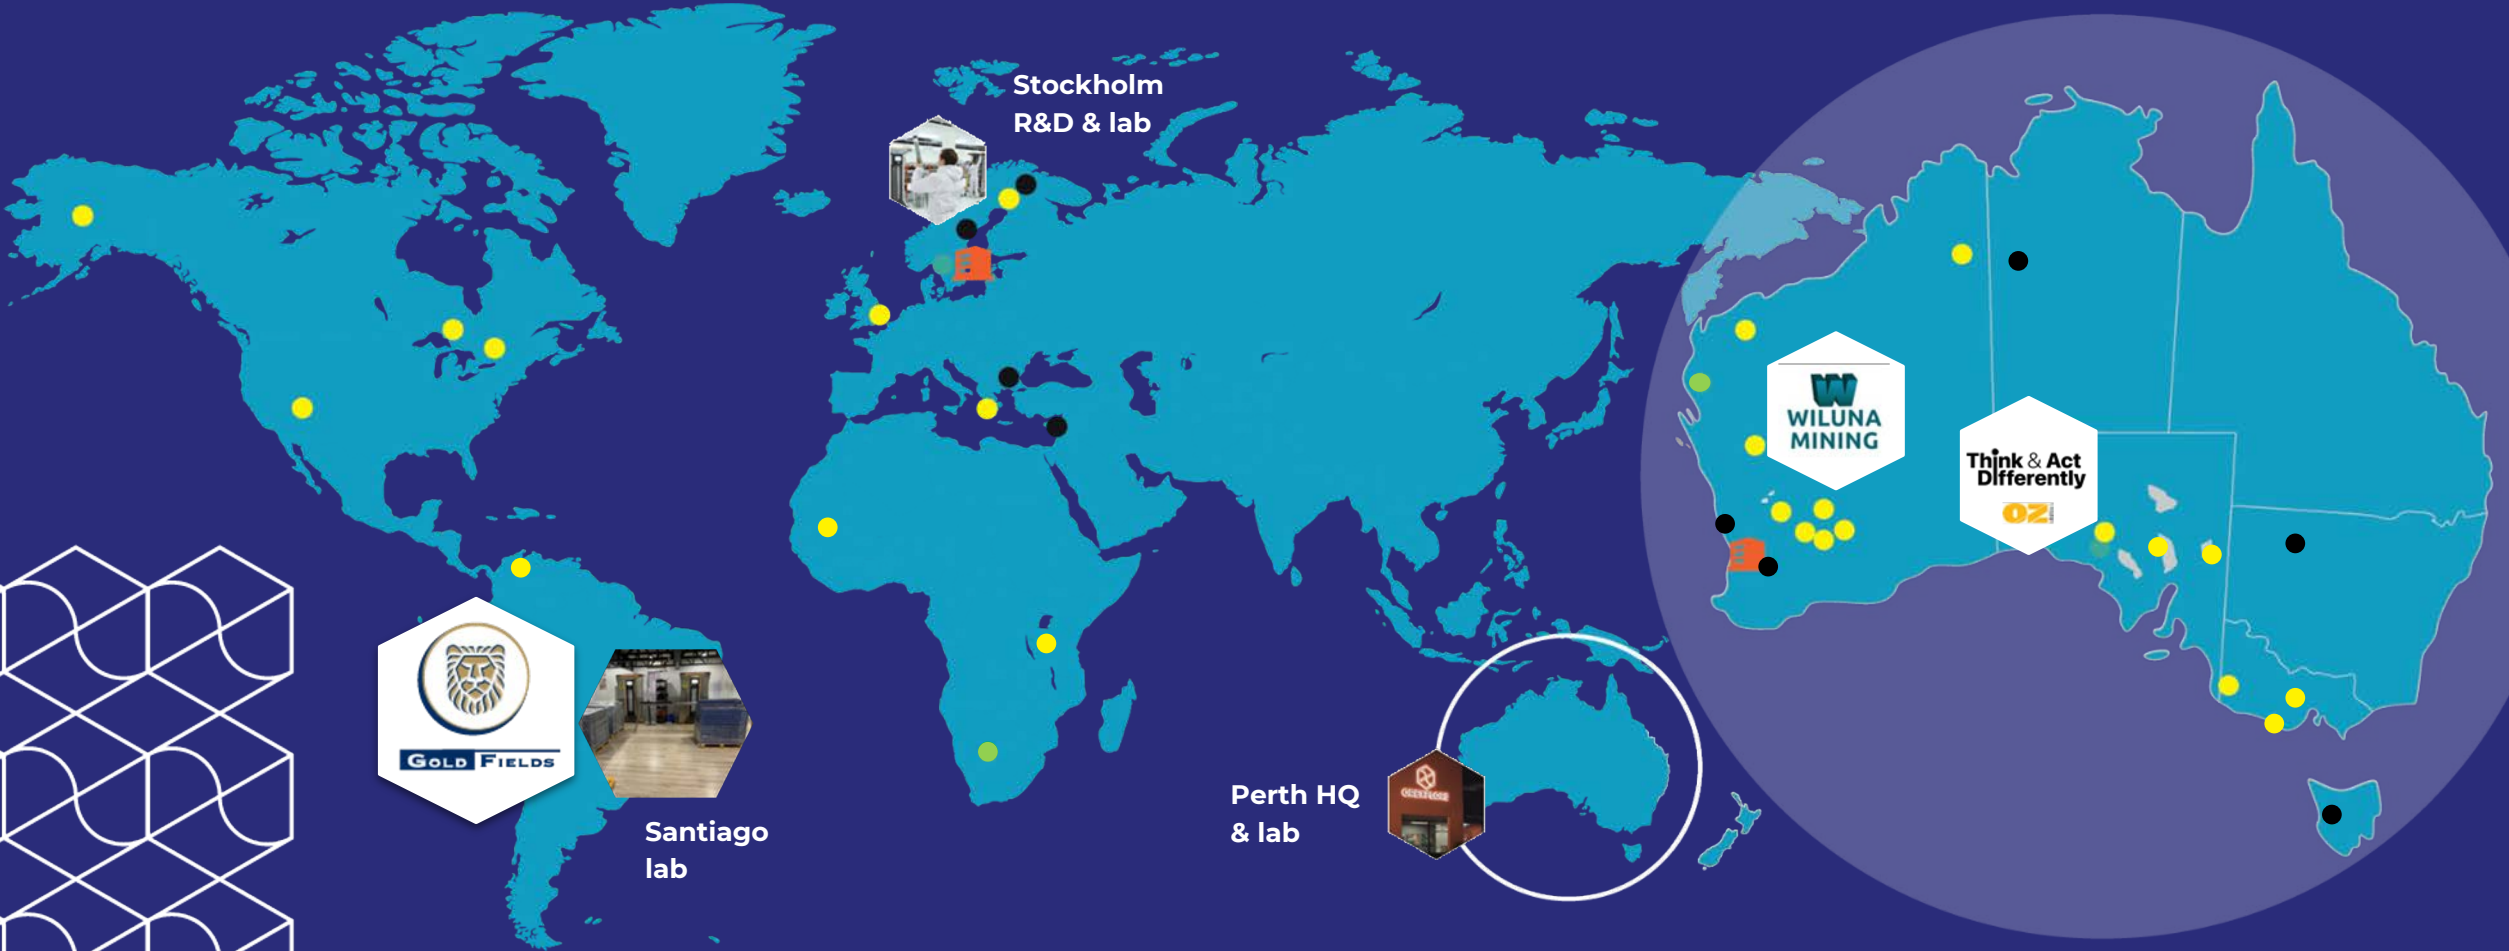 Stockholm
R&D & lab
WILUNA
MINING
Think & Act
Differently
OZ
GOLD FIELDS
Santiago
lab
Perth HQ
& lab